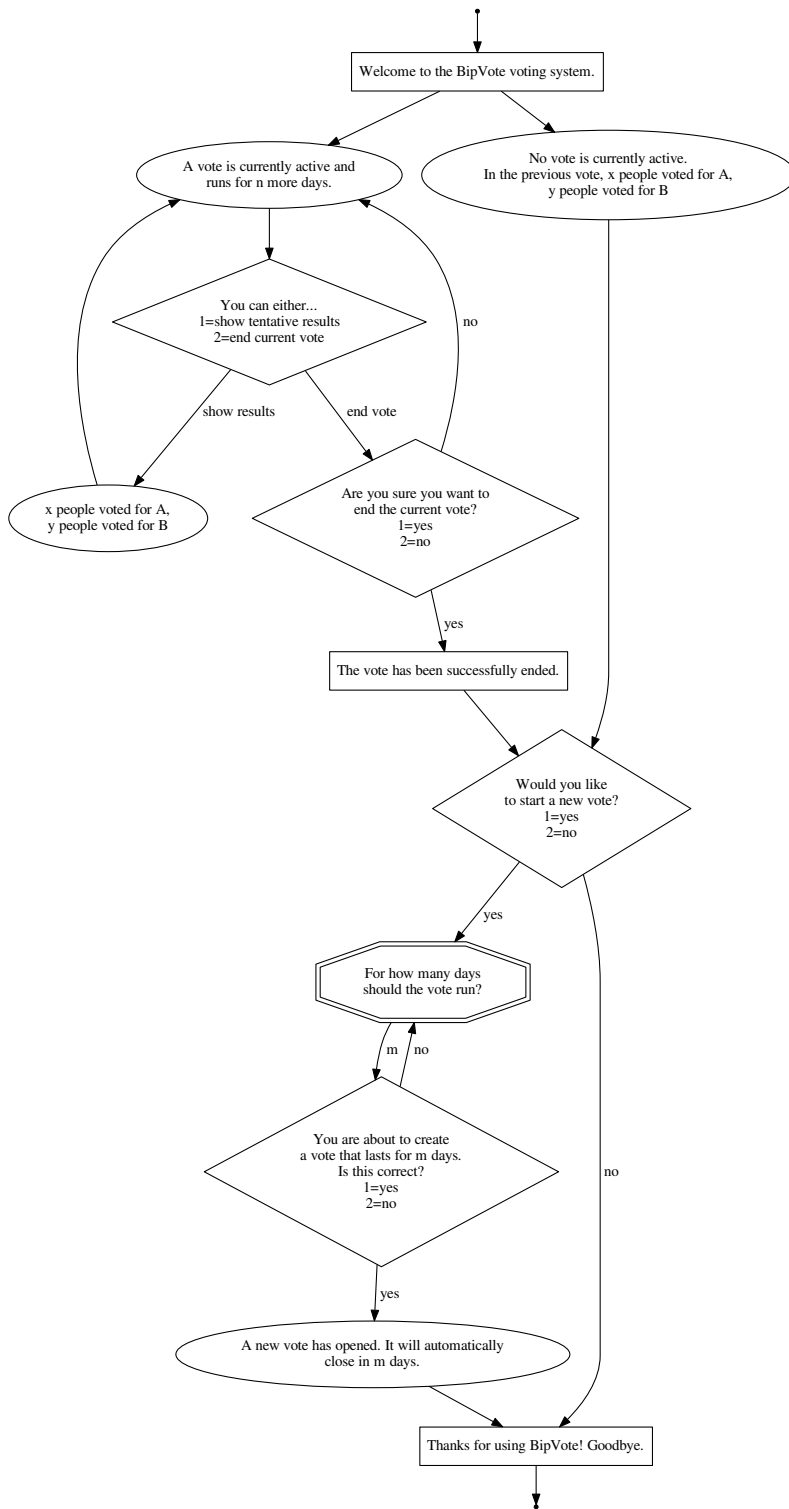 Welcome to the BipVote voting system.
A vote is currently active and
runs for n more days.
No vote is currently active.
In the previous vote, x people voted for A,
y people voted for B
You can either...
1=show tentative results
2=end current vote
no
show results
end vote
x people voted for A,
y people voted for B
Are you sure you want to
end the current vote?
1=yes
2=no
yes
The vote has been successfully ended.
Would you like
to start a new vote?
1=yes
2=no
yes
For how many days
should the vote run?
m
no
You are about to create
a vote that lasts for m days.
Is this correct?
1=yes
2=no
no
yes
A new vote has opened. It will automatically
close in m days.
Thanks for using BipVote! Goodbye.